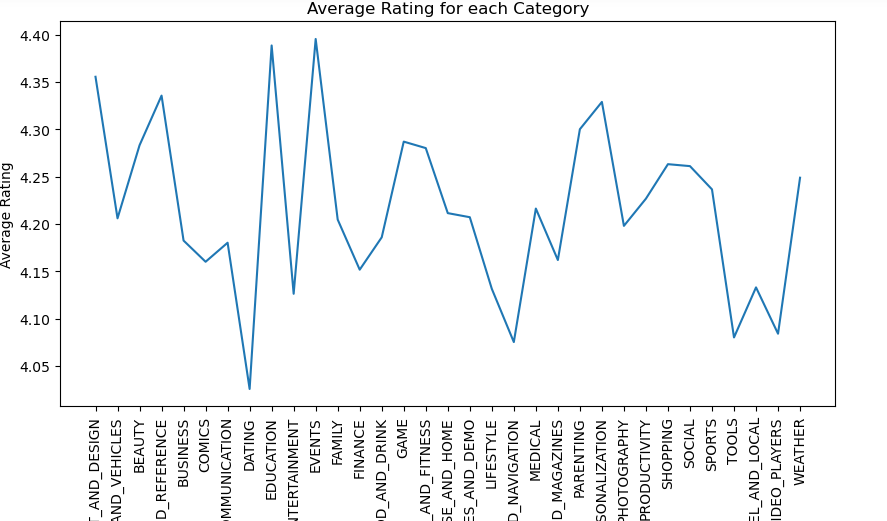 Average Rating for each Category
4.40
4.35
4.30
4.25
4.20
4.15
4.10
4.05
Average Rating
T_AND_DESIGN
AND_VEHICLES
BEAUTY
D_REFERENCE
BUSINESS
COMICS
OMMUNICATION
DATING
EDUCATION
NTERTAINMENT
EVENTS
FAMILY
FINANCE
OD_AND_DRINK
GAME
_AND_FITNESS
SE_AND_HOME
ES_AND_DEMO
LIFESTYLE
D_NAVIGATION
MEDICAL
D_MAGAZINES
PARENTING
SONALIZATION
PHOTOGRAPHY
PRODUCTIVITY
SHOPPING
SOCIAL
SPORTS
TOOLS
EL_AND_LOCAL
IDEO_PLAYERS
WEATHER